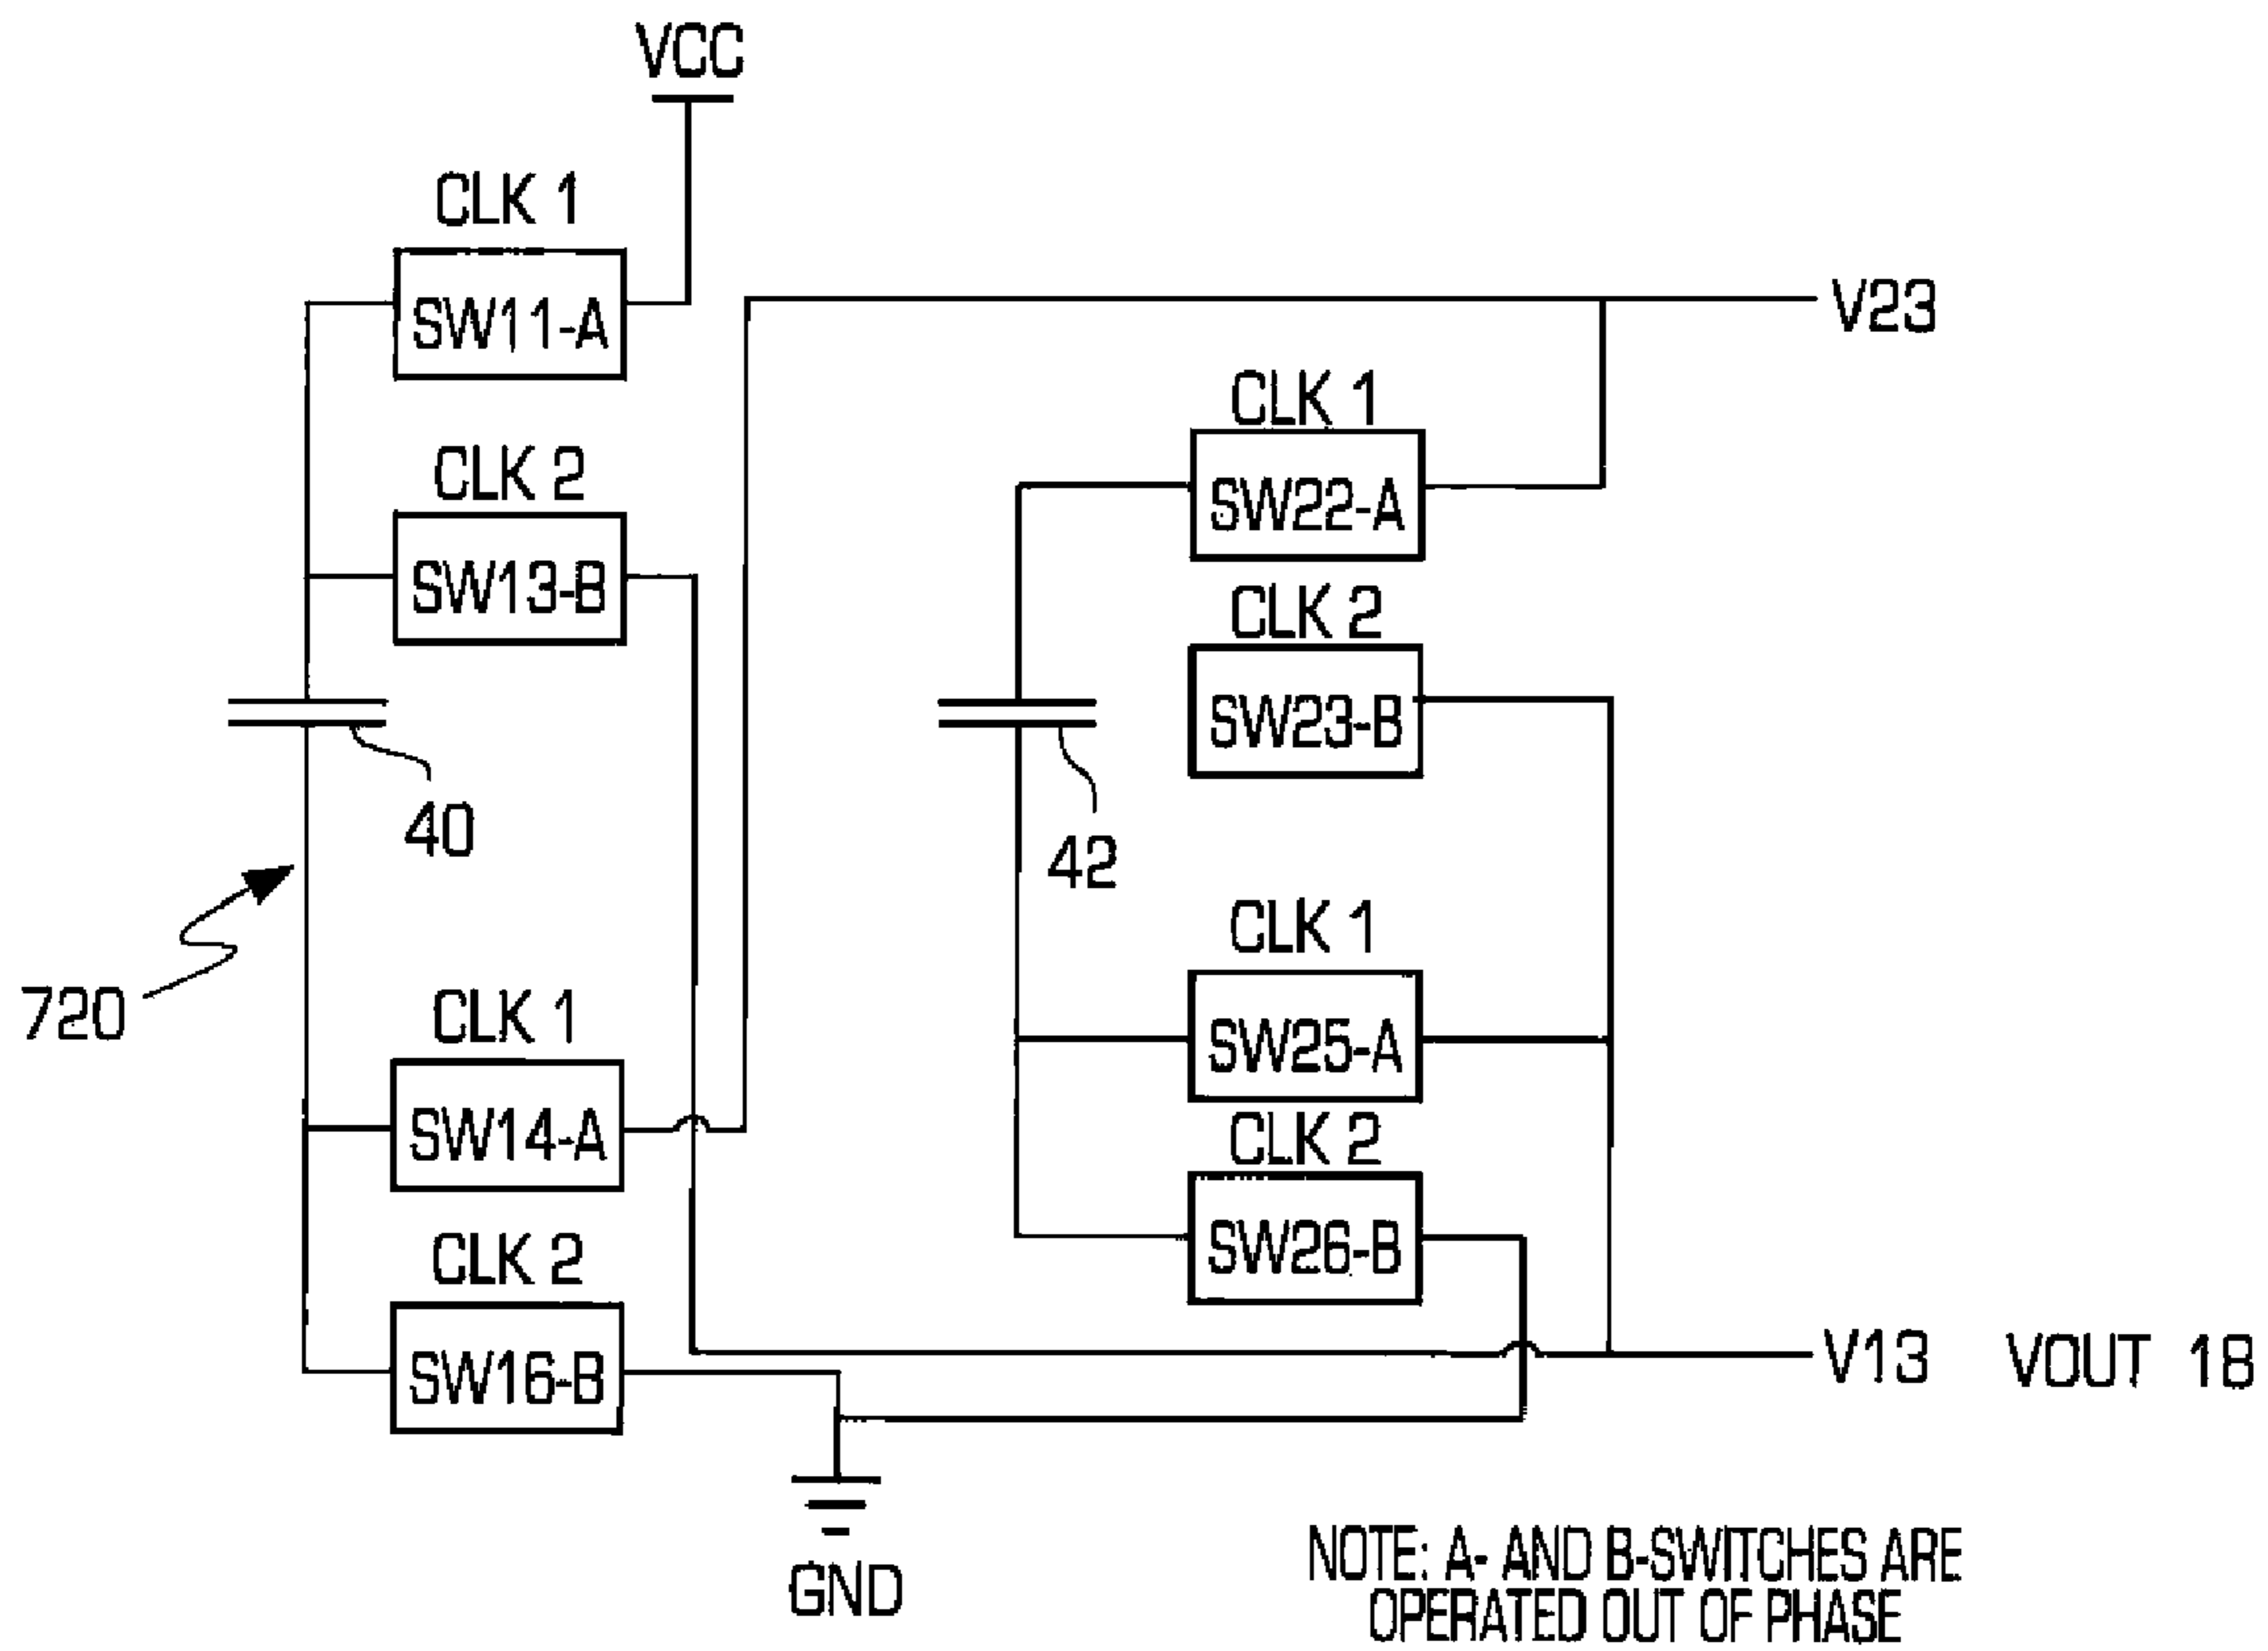 VCC
CLK 1
SW11-A
V23
CLK 1
SW22-A
CLK 2
SW13-B
CLK 2
SW23-B
40
42
720
CLK 1
SW25-A
CLK 1
SW14-A
CLK 2
SW26-B
CLK 2
SW16-B
V13 VOUT 18
GND
NOTE: A- AND B-SWITCHES ARE
OPERATED OUT OF PHASE